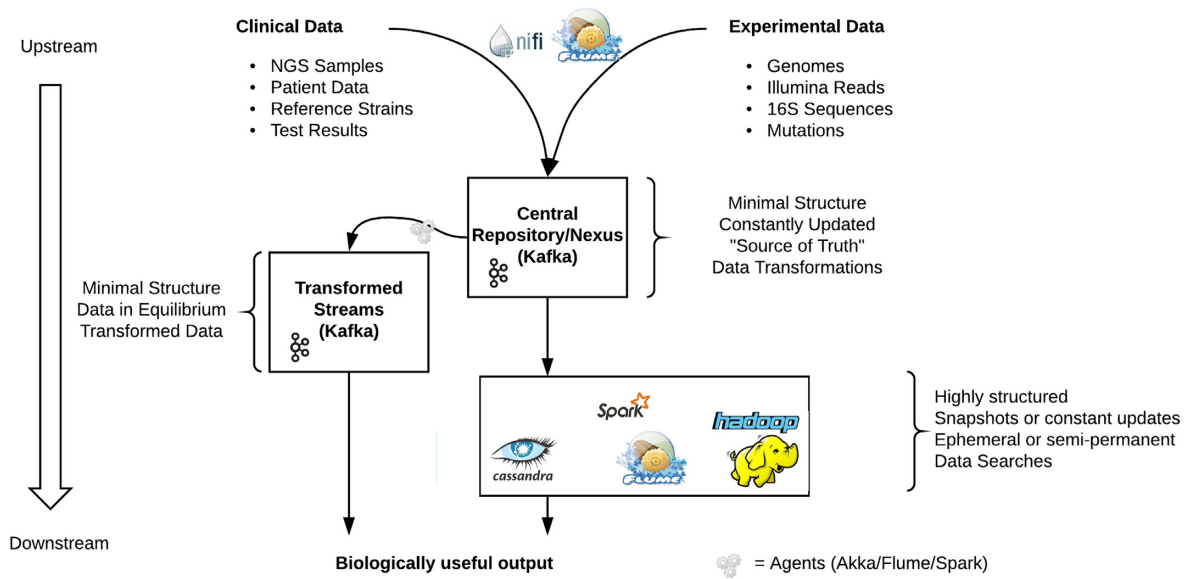 Upstream
Clinical Data
• NGS Samples
• Patient Data
• Reference Strains
• Test Results
nifi
FLUME
Experimental Data
• Genomes
• Illumina Reads
• 16S Sequences
• Mutations
Central
Repository/Nexus
(Kafka)
Minimal Structure
Constantly Updated
"Source of Truth"
Data Transformations
Minimal Structure
Data in Equilibrium
Transformed Data
Transformed
Streams
(Kafka)
Spark
hadoop
cassandra
FLUME
Highly structured
Snapshots or constant updates
Ephemeral or semi-permanent
Data Searches
Downstream
Biologically useful output
= Agents (Akka/Flume/Spark)